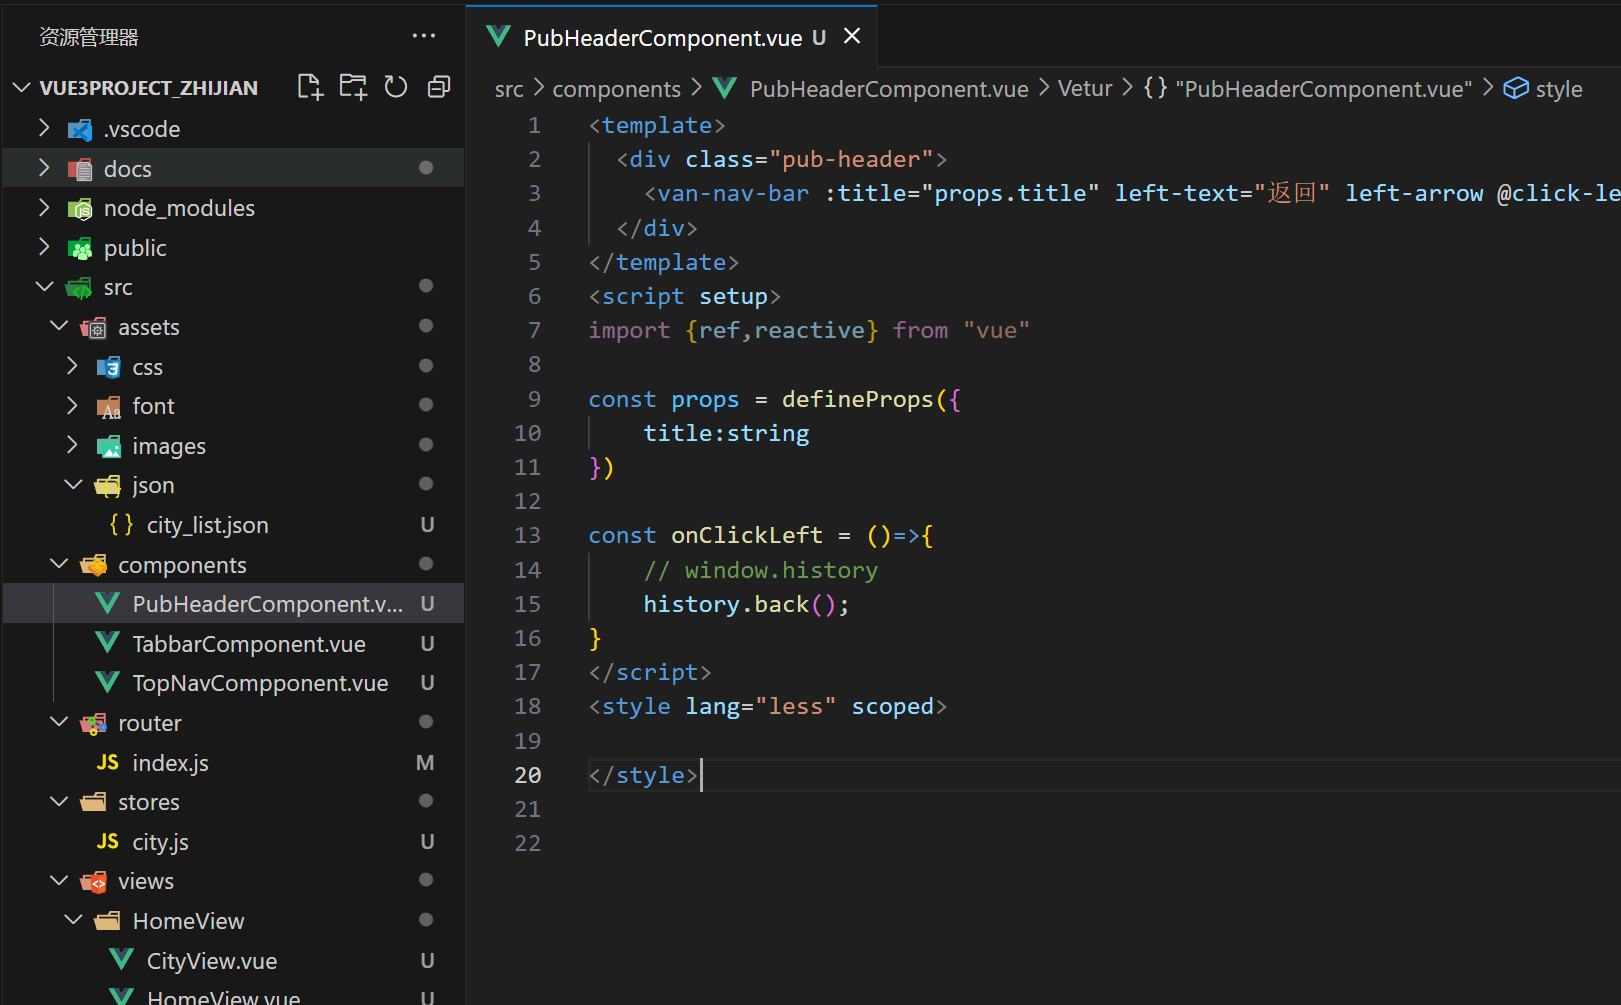 资源管理器
VUE3PROJECT_ZHIJIAN
.vscode
docs
node_modules
public
src
assets
css
font
images
json
{ } city_list.json U
components
PubHeaderComponent.v... U
TabbarComponent.vue U
TopNavCompponent.vue U
router
JS index.js M
stores
JS city.js U
views
HomeView
CityView.vue U
HomeView.vue U
PubHeaderComponent.vue U
src > components > PubHeaderComponent.vue > Vetur > {} "PubHeaderComponent.vue" > style
1 <template>
2 <div class="pub-header">
3 <van-nav-bar :title="props.title" left-text="返回" left-arrow @click-le
4 </div>
5 </template>
6 <script setup>
7 import {ref,reactive} from "vue"
8
9 const props = defineProps({
10 title:string
11 })
12
13 const onClickLeft = ()=>{
14 // window.history
15 history.back();
16 }
17 </script>
18 <style lang="less" scoped>
19
20 </style>
21
22